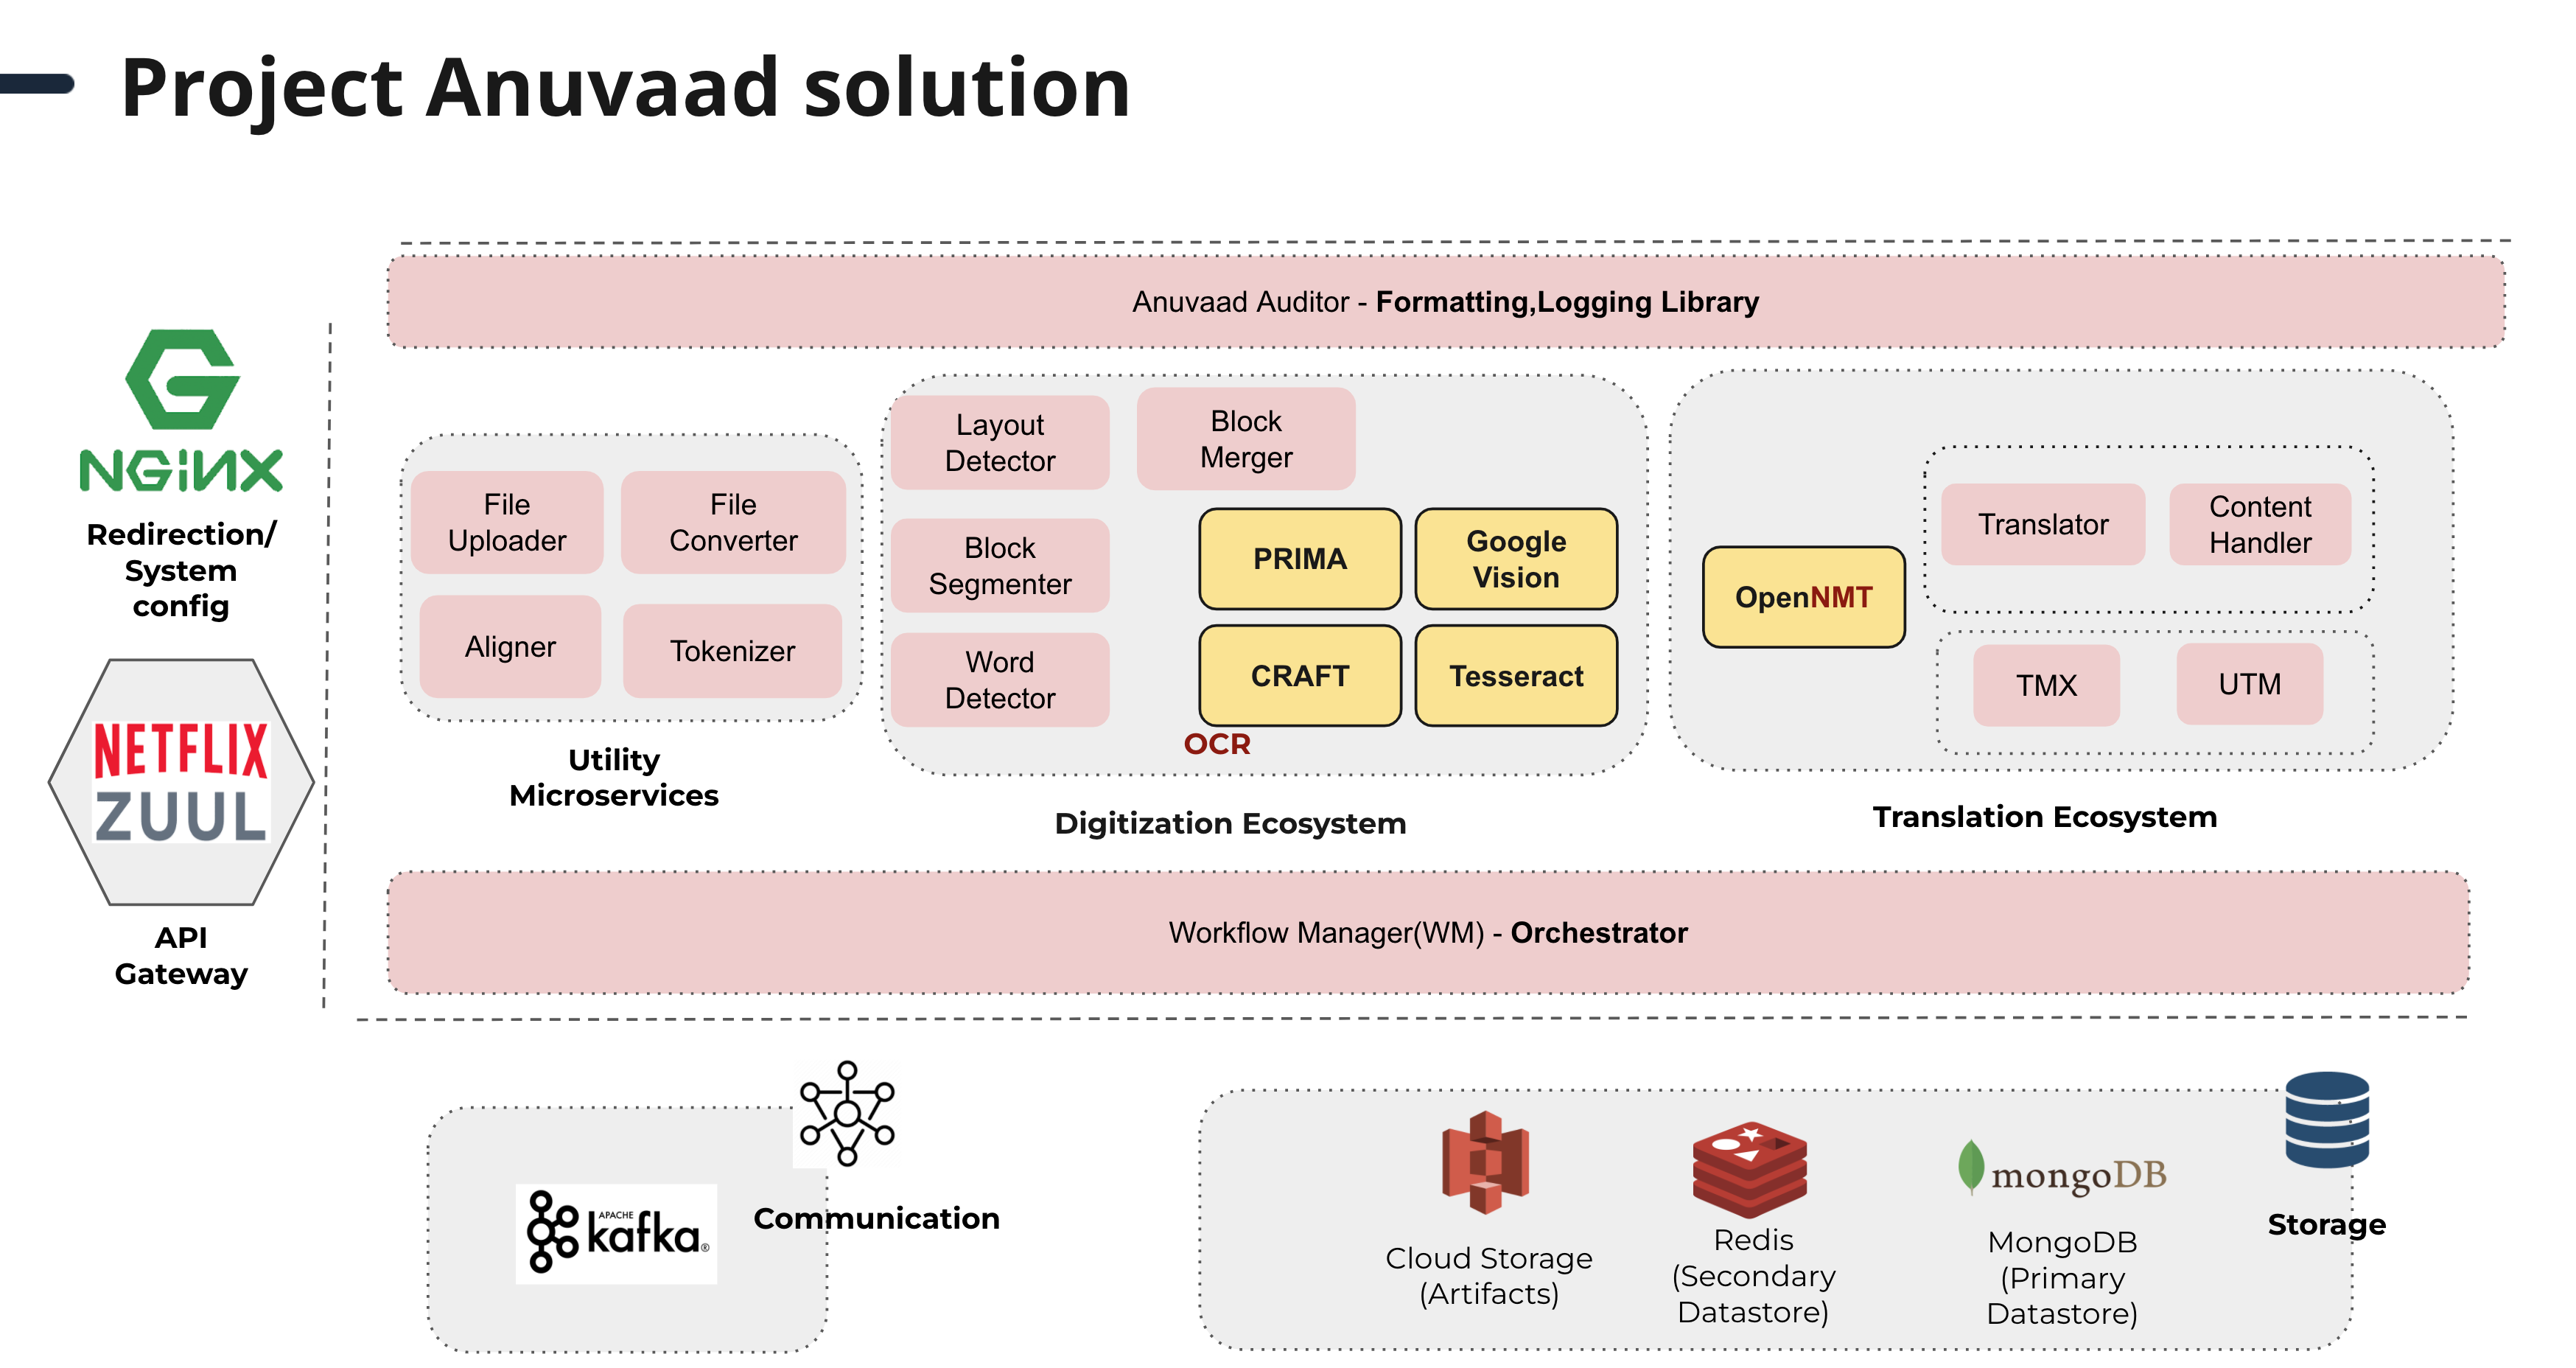 Project Anuvaad solution
Anuvaad Auditor - Formatting,Logging Library
NGiNX
Redirection/
System
config
NETFLIX
ZUUL
API
Gateway
File
Uploader
File
Converter
Aligner
Tokenizer
Utility
Microservices
Layout
Detector
Block
Merger
Block
Segmenter
Word
Detector
PRIMA
Google
Vision
CRAFT
Tesseract
OCR
Digitization Ecosystem
OpenNMT
Translator
Content
Handler
TMX
UTM
Translation Ecosystem
Workflow Manager(WM) - Orchestrator
APACHE
kafka®
Communication
Cloud Storage
(Artifacts)
Redis
(Secondary
Datastore)
mongoDB
MongoDB
(Primary
Datastore)
Storage